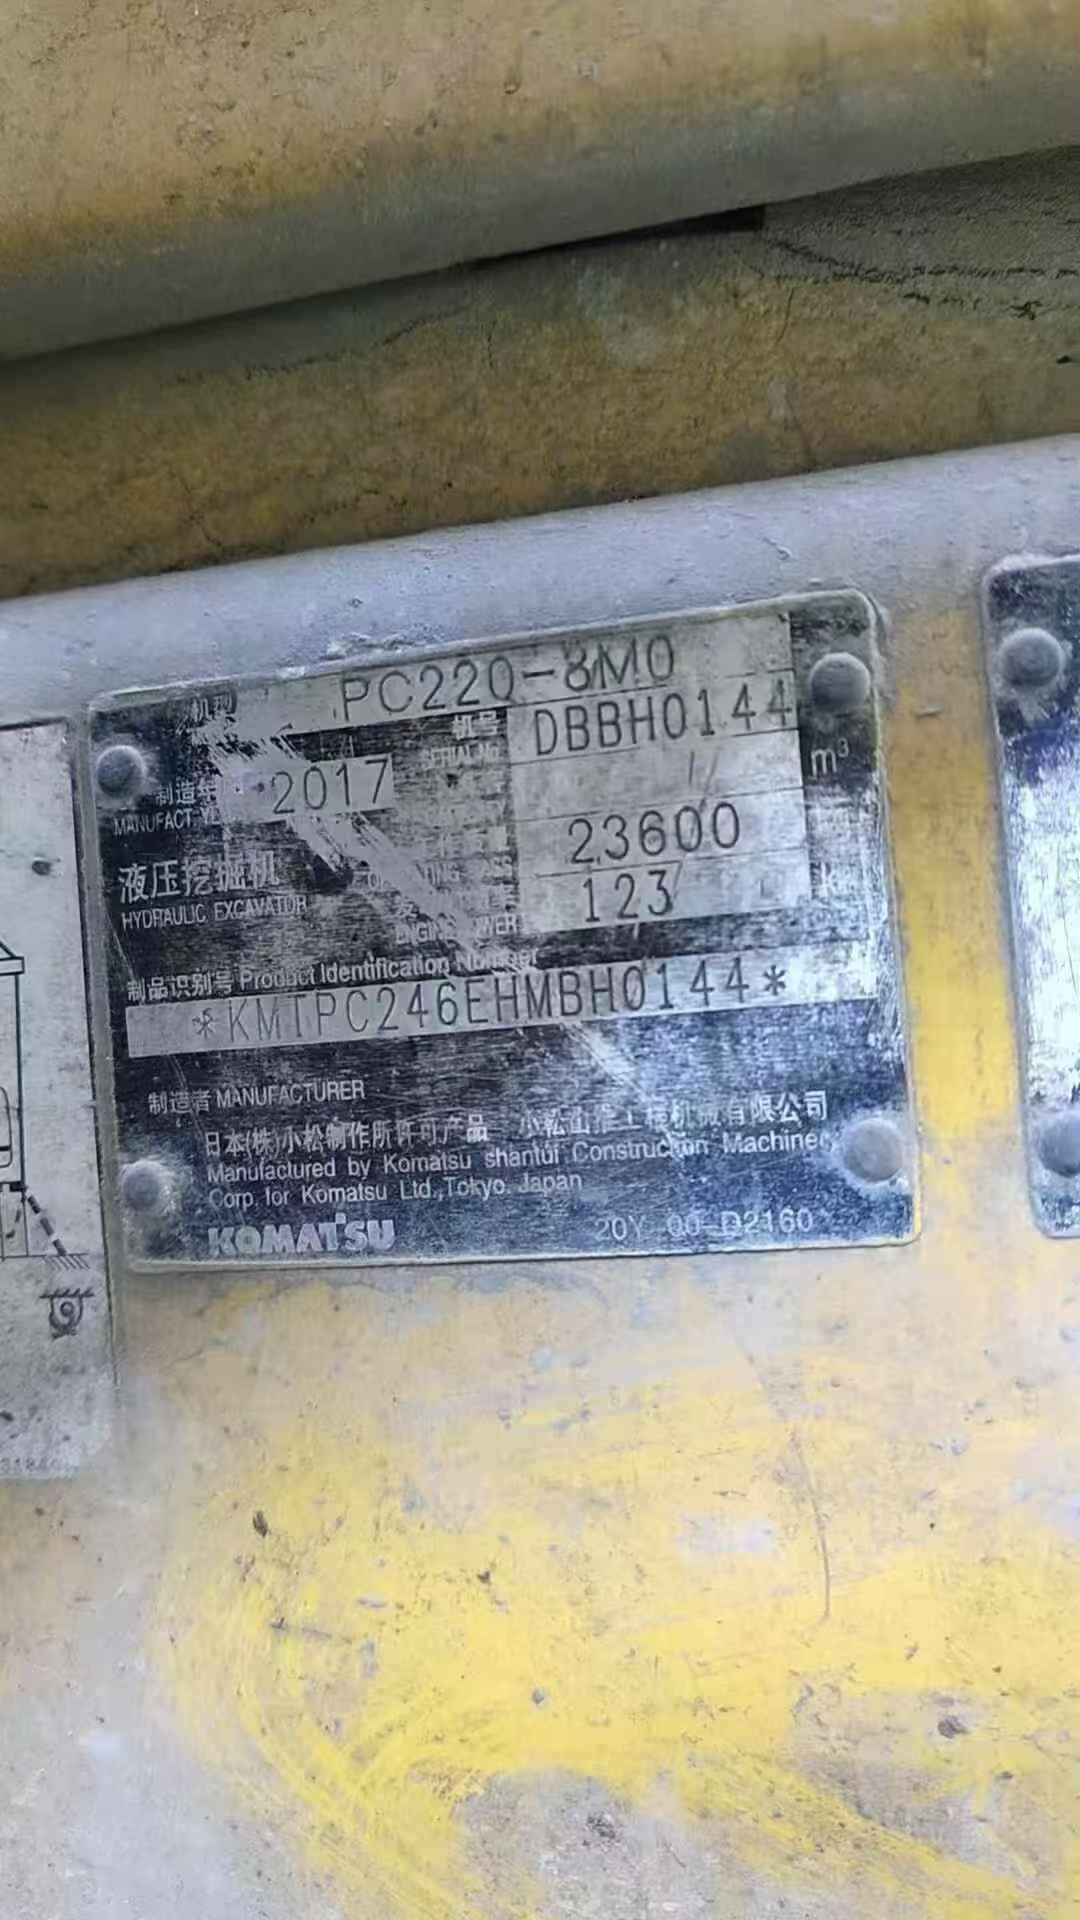 机型 PC220-8M0
机号 DBBH0144
SERIAL No.
制造年 2017
MANUFACT. YEAR
m³
23600
液压挖掘机
HYDRAULIC EXCAVATOR
123
ENGINE POWER
制品识别号 Product Identification Number
*KMTPC246EHMBH0144*
制造者 MANUFACTURER
日本(株)小松制作所许可产品 小松山推工程机械有限公司
Manufactured by Komatsu shantui Construction Machinery
Corp. for Komatsu Ltd.,Tokyo. Japan
KOMATSU 20Y-00-D2160